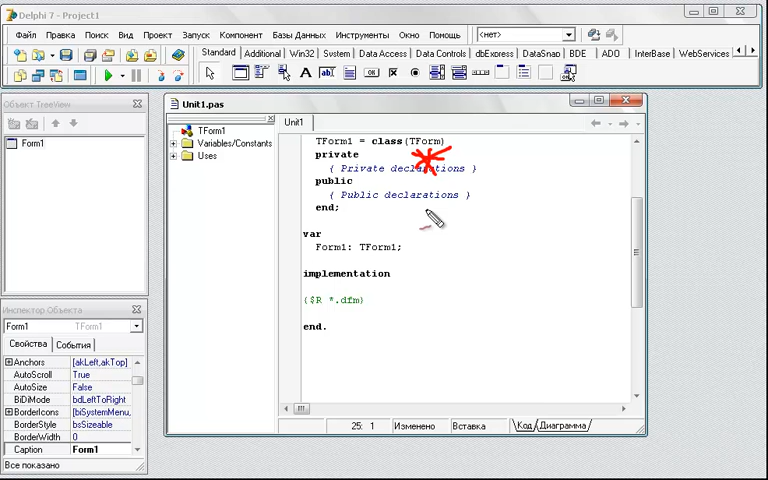 Delphi 7 - Project1
Файл Правка Поиск Вид Проект Запуск Компонент Базы Данных Инструменты Окно Помощь <нет>
Standard Additional Win32 System Data Access Data Controls dbExpress DataSnap BDE ADO InterBase WebServices
Объект TreeView
Form1
Unit1.pas
TForm1
Variables/Constants
Uses
Unit1
TForm1 = class(TForm)
private
{ Private declarations }
public
{ Public declarations }
end;
var
Form1: TForm1;
implementation
{$R *.dfm}
end.
25: 1 Изменено Вставка Код Диаграмма
Инспектор Объекта
Form1 TForm1
Свойства События
Anchors [akLeft,akTop]
AutoScroll True
AutoSize False
BiDiMode bdLeftToRight
BorderIcons [biSystemMenu,
BorderStyle bsSizeable
BorderWidth 0
Caption Form1
Все показано